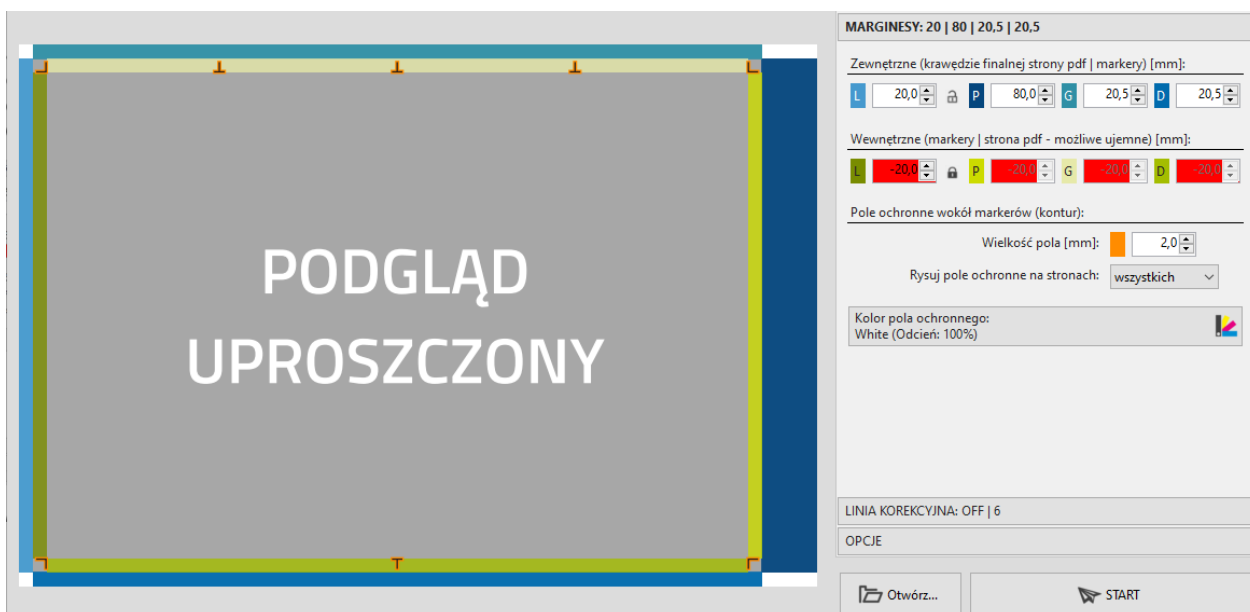 MARGINESY: 20 | 80 | 20,5 | 20,5
Zewnętrzne (krawędzie finalnej strony pdf | markery) [mm]:
L 20,0 P 80,0 G 20,5 D 20,5
Wewnętrzne (markery | strona pdf - możliwe ujemne) [mm]:
L -20,0 P -20,0 G -20,0 D -20,0
Pole ochronne wokół markerów (kontur):
Wielkość pola [mm]: 2,0
Rysuj pole ochronne na stronach: wszystkich
Kolor pola ochronnego:
White (Odcień: 100%)
PODGLĄD
UPROSZCZONY
LINIA KOREKCYJNA: OFF | 6
OPCJE
Otwórz... START